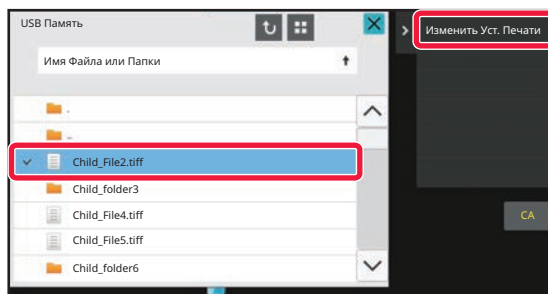 USB Память
Изменить Уст. Печати
Имя Файла или Папки
.
..
Child_File2.tiff
Child_folder3
Child_File4.tiff
Child_File5.tiff
Child_folder6
CA